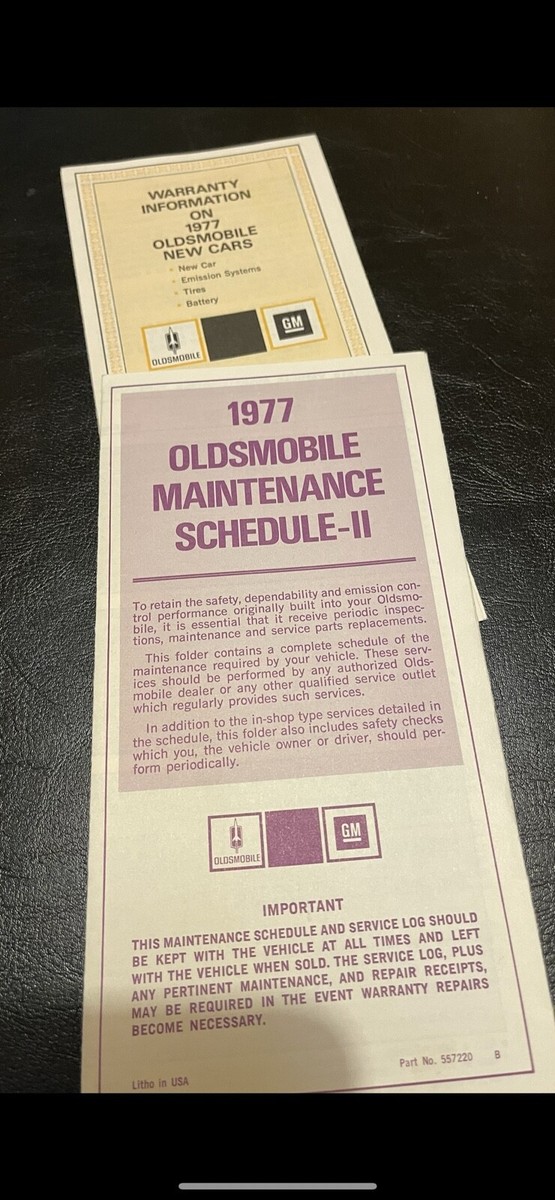 WARRANTY
INFORMATION
ON
1977
OLDSMOBILE
NEW CARS
• New Car
• Emission Systems
• Tires
• Battery
OLDSMOBILE
GM
1977
OLDSMOBILE
MAINTENANCE
SCHEDULE-II
To retain the safety, dependability and emission con-
trol performance originally built into your Oldsmo-
bile, it is essential that it receive periodic inspec-
tions, maintenance and service parts replacements.
This folder contains a complete schedule of the
maintenance required by your vehicle. These serv-
ices should be performed by any authorized Olds-
mobile dealer or any other qualified service outlet
which regularly provides such services.
In addition to the in-shop type services detailed in
the schedule, this folder also includes safety checks
which you, the vehicle owner or driver, should per-
form periodically.
OLDSMOBILE
GM
IMPORTANT
THIS MAINTENANCE SCHEDULE AND SERVICE LOG SHOULD
BE KEPT WITH THE VEHICLE AT ALL TIMES AND LEFT
WITH THE VEHICLE WHEN SOLD. THE SERVICE LOG, PLUS
ANY PERTINENT MAINTENANCE, AND REPAIR RECEIPTS,
MAY BE REQUIRED IN THE EVENT WARRANTY REPAIRS
BECOME NECESSARY.
Part No. 557220 B
Litho in USA